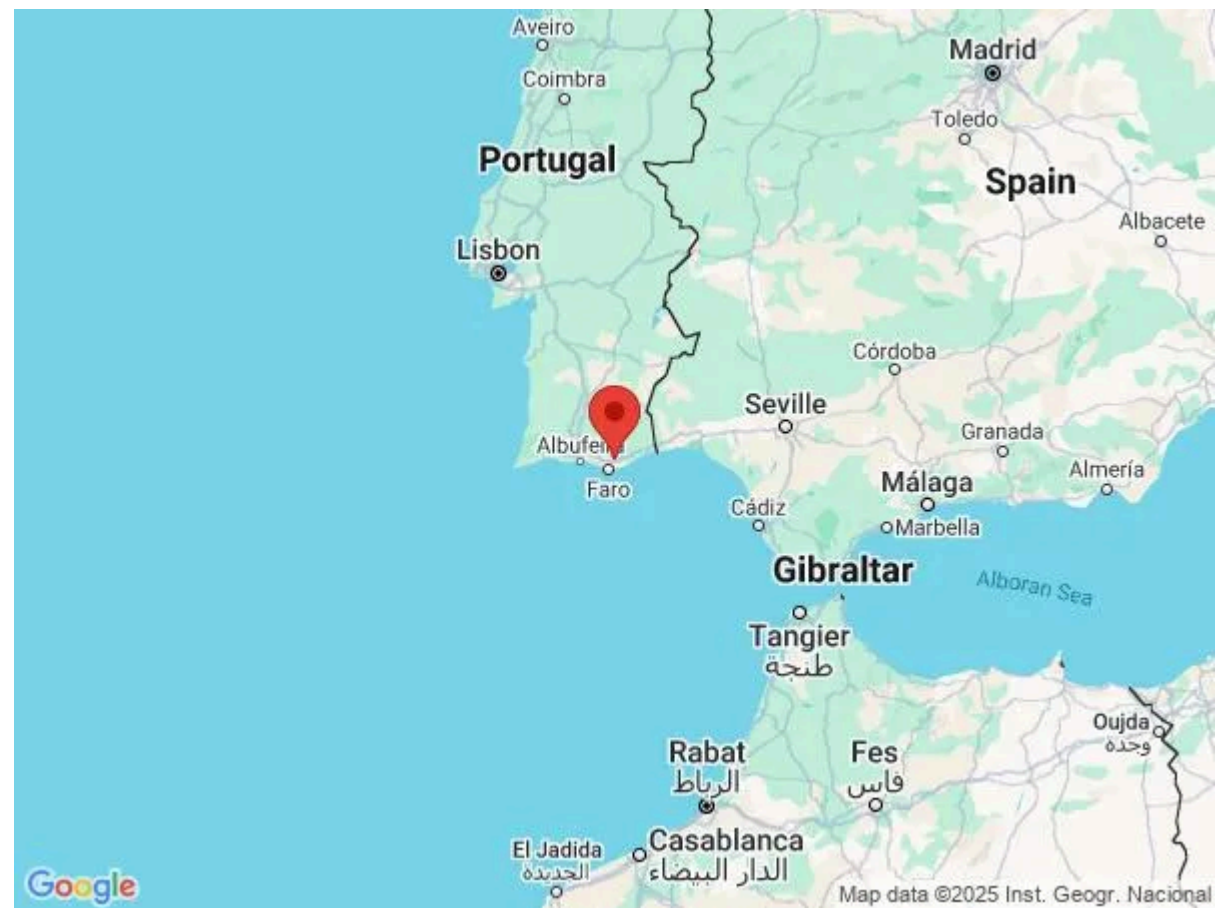 Aveiro
Madrid
Coimbra
Toledo
Portugal
Spain
Albacete
Lisbon
Córdoba
Seville
Granada
Albufeira
Almería
Málaga
Faro
Cádiz
Marbella
Gibraltar
Alboran Sea
Tangier
طنجة
Oujda
وجدة
Rabat
الرباط
Fes
فاس
Casablanca
الدار البيضاء
El Jadida
الجديدة
Google
Map data ©2025 Inst. Geogr. Nacional